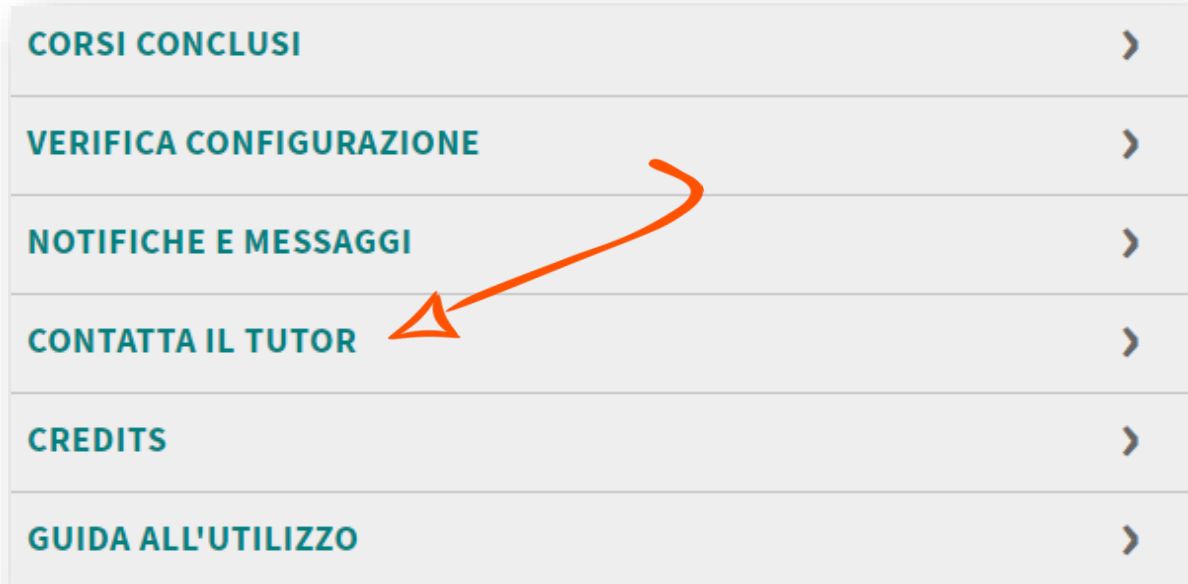 CORSI CONCLUSI
VERIFICA CONFIGURAZIONE
NOTIFICHE E MESSAGGI
CONTATTA IL TUTOR
CREDITS
GUIDA ALL'UTILIZZO